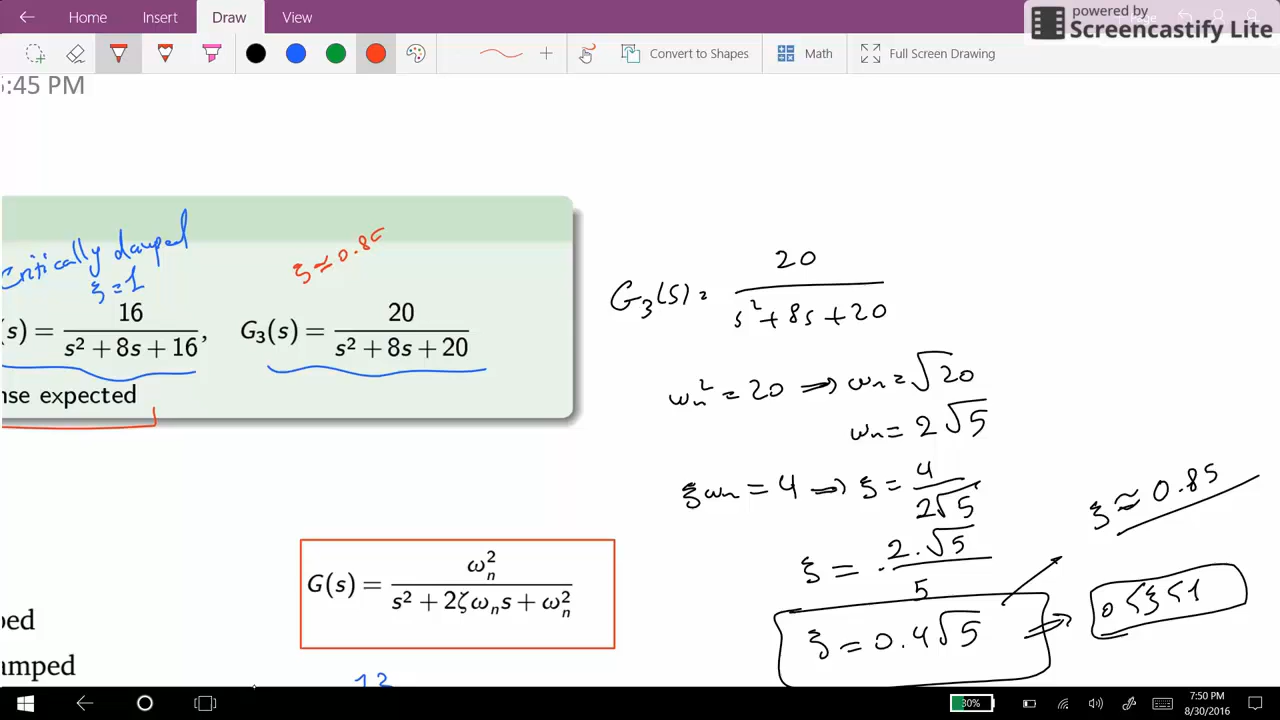 powered by
Screencastify Lite
Home Insert Draw View
Convert to Shapes Math Full Screen Drawing
:45 PM
critically damped
ξ = 1
ξ ≈ 0.85
(s) = 16 / (s² + 8s + 16), G₃(s) = 20 / (s² + 8s + 20)
nse expected
G₃(s) = 20 / (s² + 8s + 20)
ωn² = 20 ⇒ ωn = √20
ωn = 2√5
ξωn = 4 ⇒ ξ = 4 / 2√5
ξ = 2.√5 / 5
ξ = 0.4√5
ξ ≈ 0.85
0 < ξ < 1
G(s) = ωn² / (s² + 2ζωns + ωn²)
ped
amped
12
30%
7:50 PM
8/30/2016